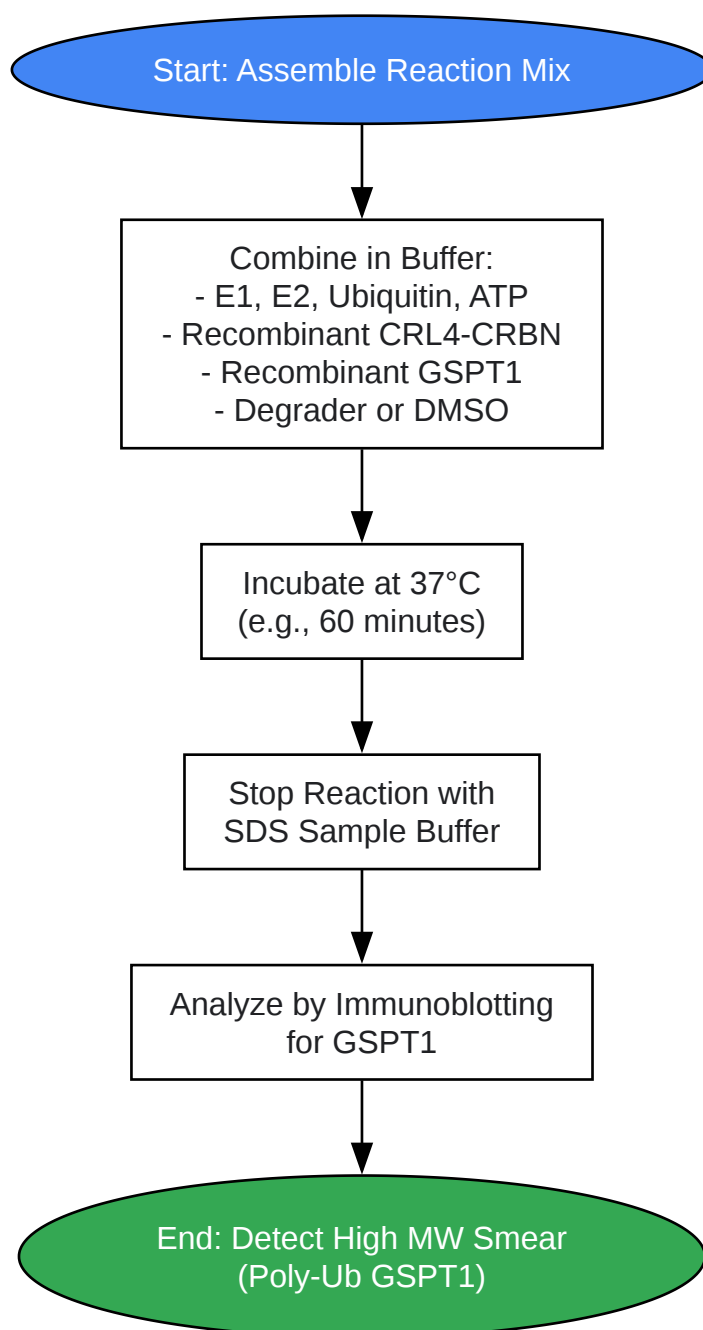 Start: Assemble Reaction Mix
Combine in Buffer:
- E1, E2, Ubiquitin, ATP
- Recombinant CRL4-CRBN
- Recombinant GSPT1
- Degrader or DMSO
Incubate at 37°C
(e.g., 60 minutes)
Stop Reaction with
SDS Sample Buffer
Analyze by Immunoblotting
for GSPT1
End: Detect High MW Smear
(Poly-Ub GSPT1)